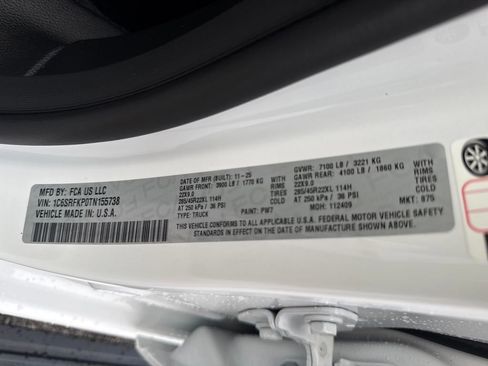 MFD BY: FCA US LLC
VIN: 1C6SRFKP0TN155738
VEHICLE MADE IN: U.S.A.
DATE OF MFR (BUILT): 11-25
GAWR FRONT: 3900 LB / 1770 KG
WITH TIRES
22X9.0 RIMS
285/45R22XL 114H
AT 250 kPa / 36 PSI COLD
TYPE: TRUCK
PAINT: PW7
GVWR: 7100 LB / 3221 KG
GAWR REAR: 4100 LB / 1860 KG
WITH TIRES
22X9.0 RIMS
285/45R22XL 114H
AT 250 kPa / 36 PSI COLD
MDH: 112409
MKT: 875
THIS VEHICLE CONFORMS TO ALL APPLICABLE U.S.A. FEDERAL MOTOR VEHICLE SAFETY
STANDARDS IN EFFECT ON THE DATE OF MANUFACTURE SHOWN ABOVE